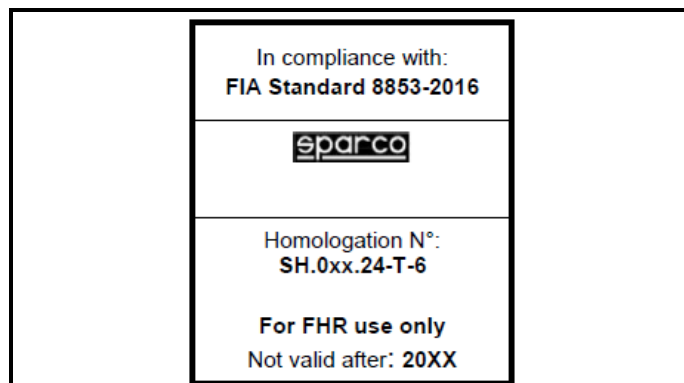 In compliance with:
FIA Standard 8853-2016
sparco
Homologation N°:
SH.0xx.24-T-6
For FHR use only
Not valid after: 20XX